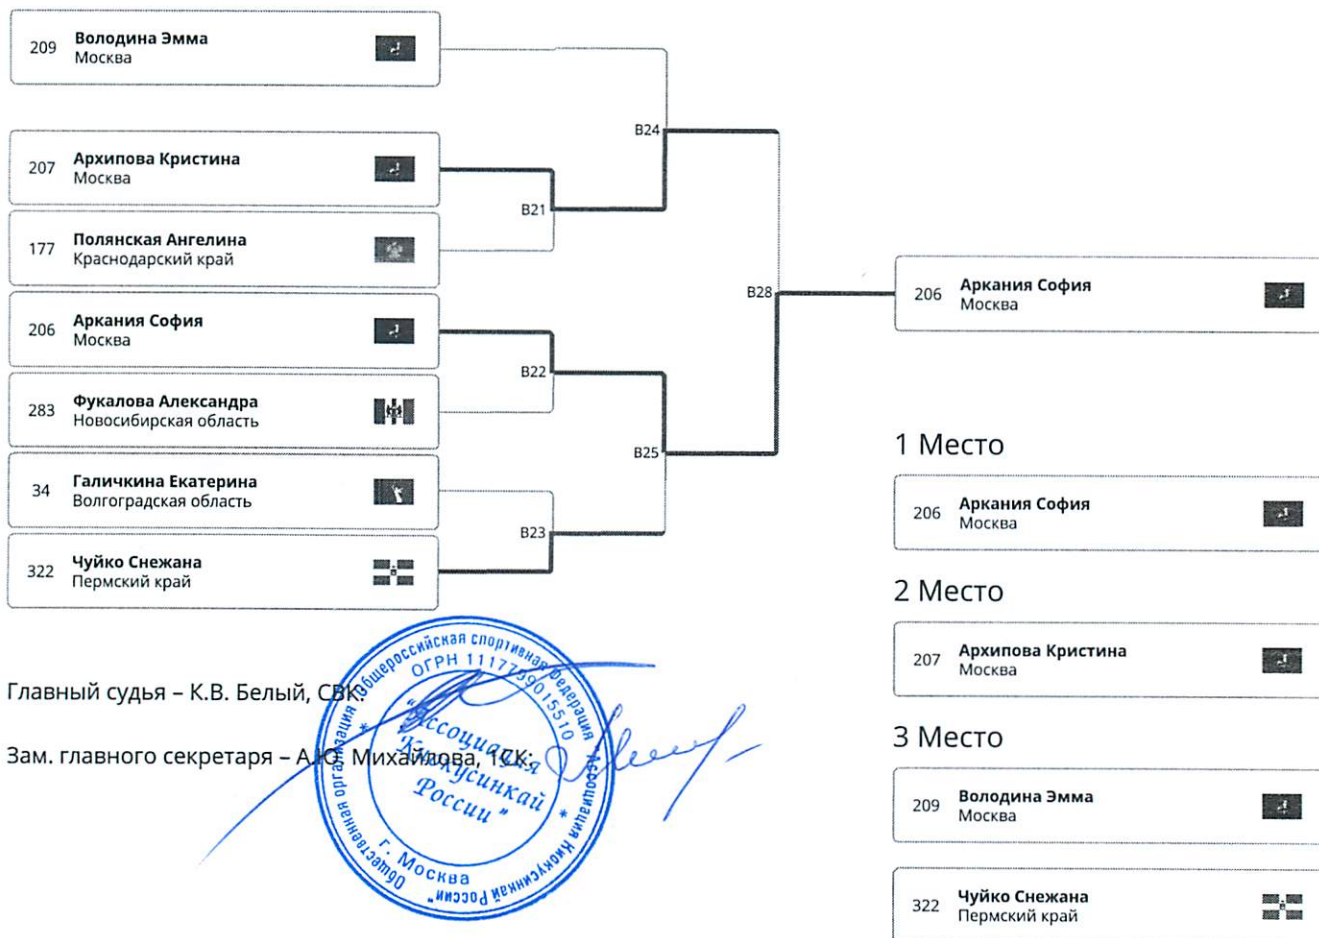 209 Володина Эмма
Москва
B24
207 Архипова Кристина
Москва
B21
177 Полянская Ангелина
Краснодарский край
B28
206 Аркания София
Москва
206 Аркания София
Москва
B22
283 Фукалова Александра
Новосибирская область
B25
34 Галичкина Екатерина
Волгоградская область
B23
322 Чуйко Снежана
Пермский край
1 Место
206 Аркания София
Москва
2 Место
207 Архипова Кристина
Москва
3 Место
209 Володина Эмма
Москва
322 Чуйко Снежана
Пермский край
Главный судья – К.В. Белый, СВК;
Зам. главного секретаря – А.Ю. Михайлова, 1СК;
Общественная организация "Общероссийская спортивная федерация "Ассоциация Киокусинкай России"
ОГРН 1117799015510
"Ассоциация
Киокусинкай
России"
г. Москва